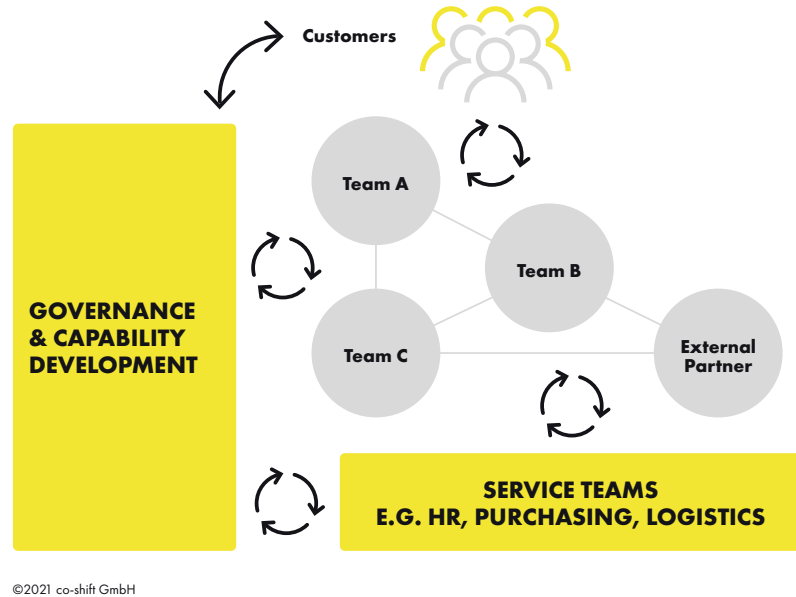 Customers
Team A
Team B
GOVERNANCE
& CAPABILITY
DEVELOPMENT
Team C
External
Partner
SERVICE TEAMS
E.G. HR, PURCHASING, LOGISTICS
©2021 co-shift GmbH